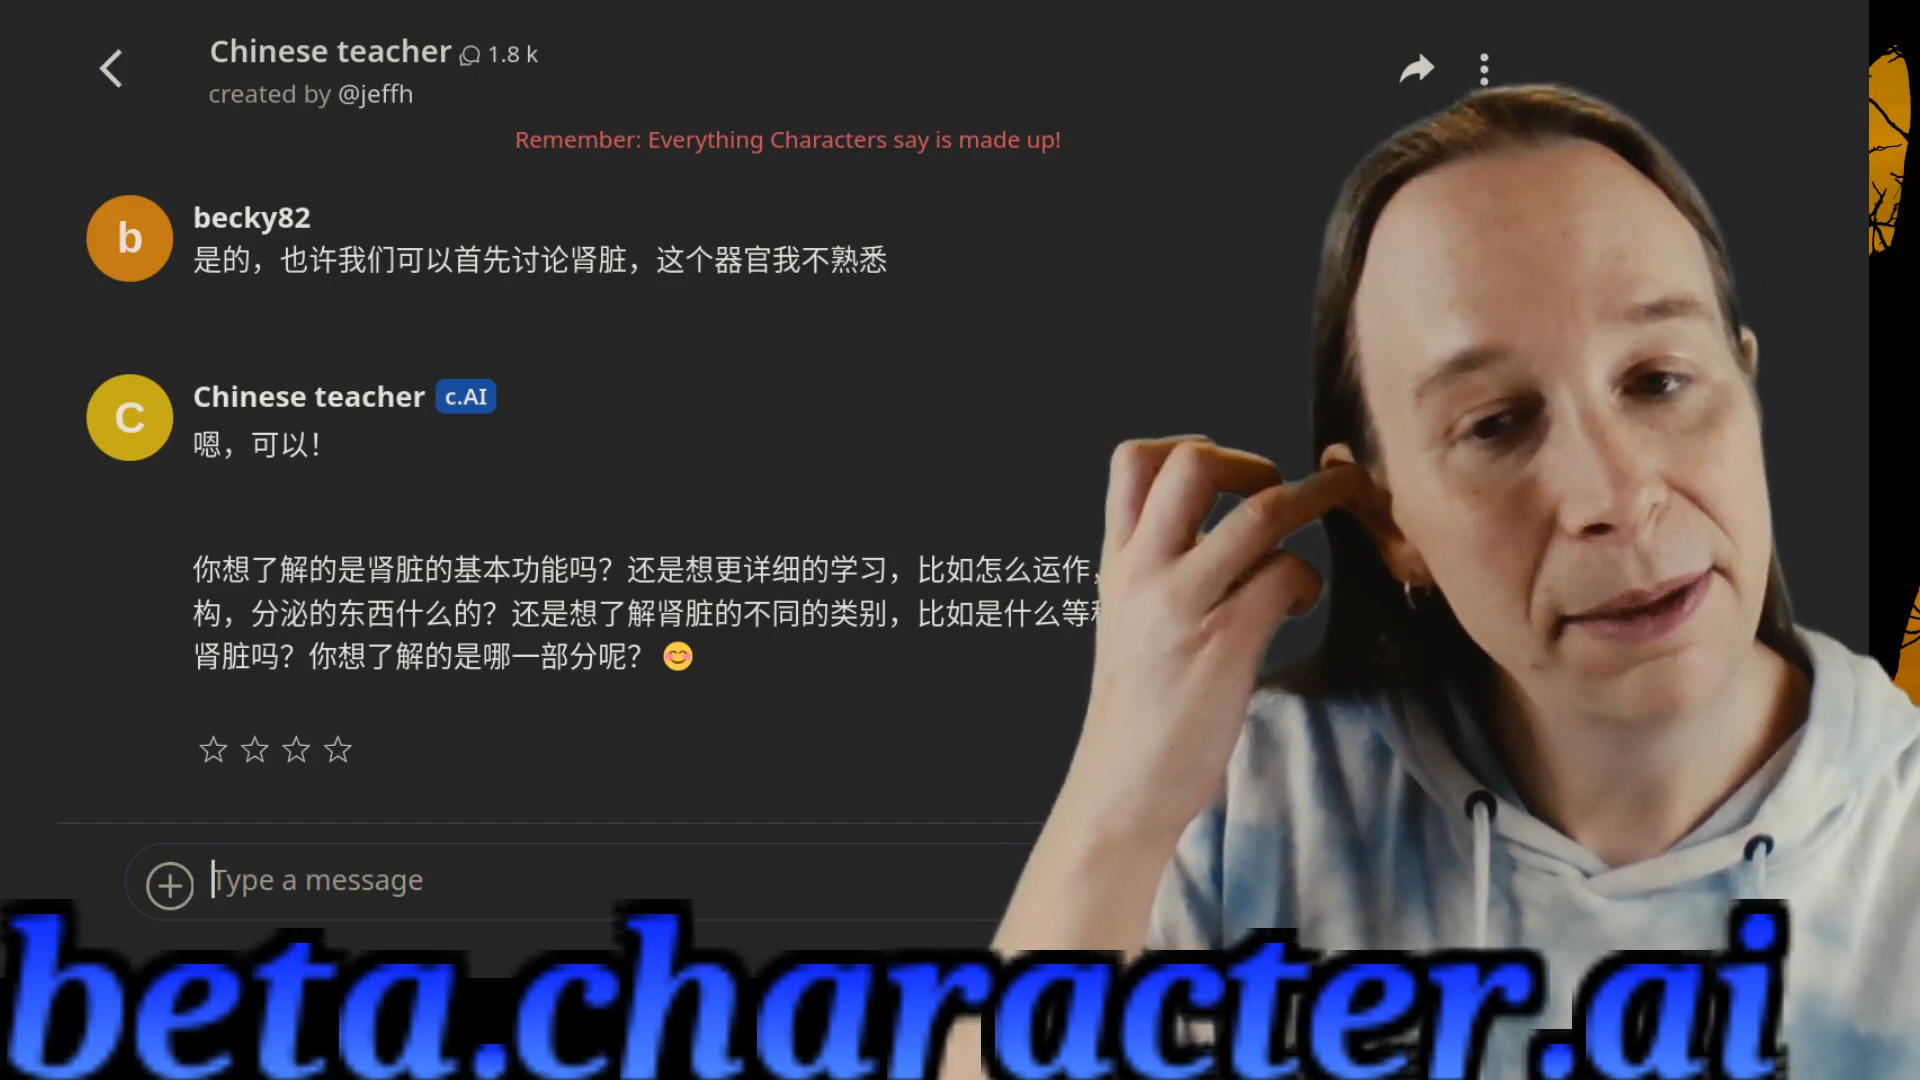 Chinese teacher 1.8 k
created by @jeffh
Remember: Everything Characters say is made up!
b
becky82
是的，也许我们可以首先讨论肾脏，这个器官我不熟悉
C
Chinese teacher c.AI
嗯，可以！
你想了解的是肾脏的基本功能吗？还是想更详细的学习，比如怎么运作，
构，分泌的东西什么的？还是想了解肾脏的不同的类别，比如是什么等
肾脏吗？你想了解的是哪一部分呢？ 😊
Type a message
beta.character.ai